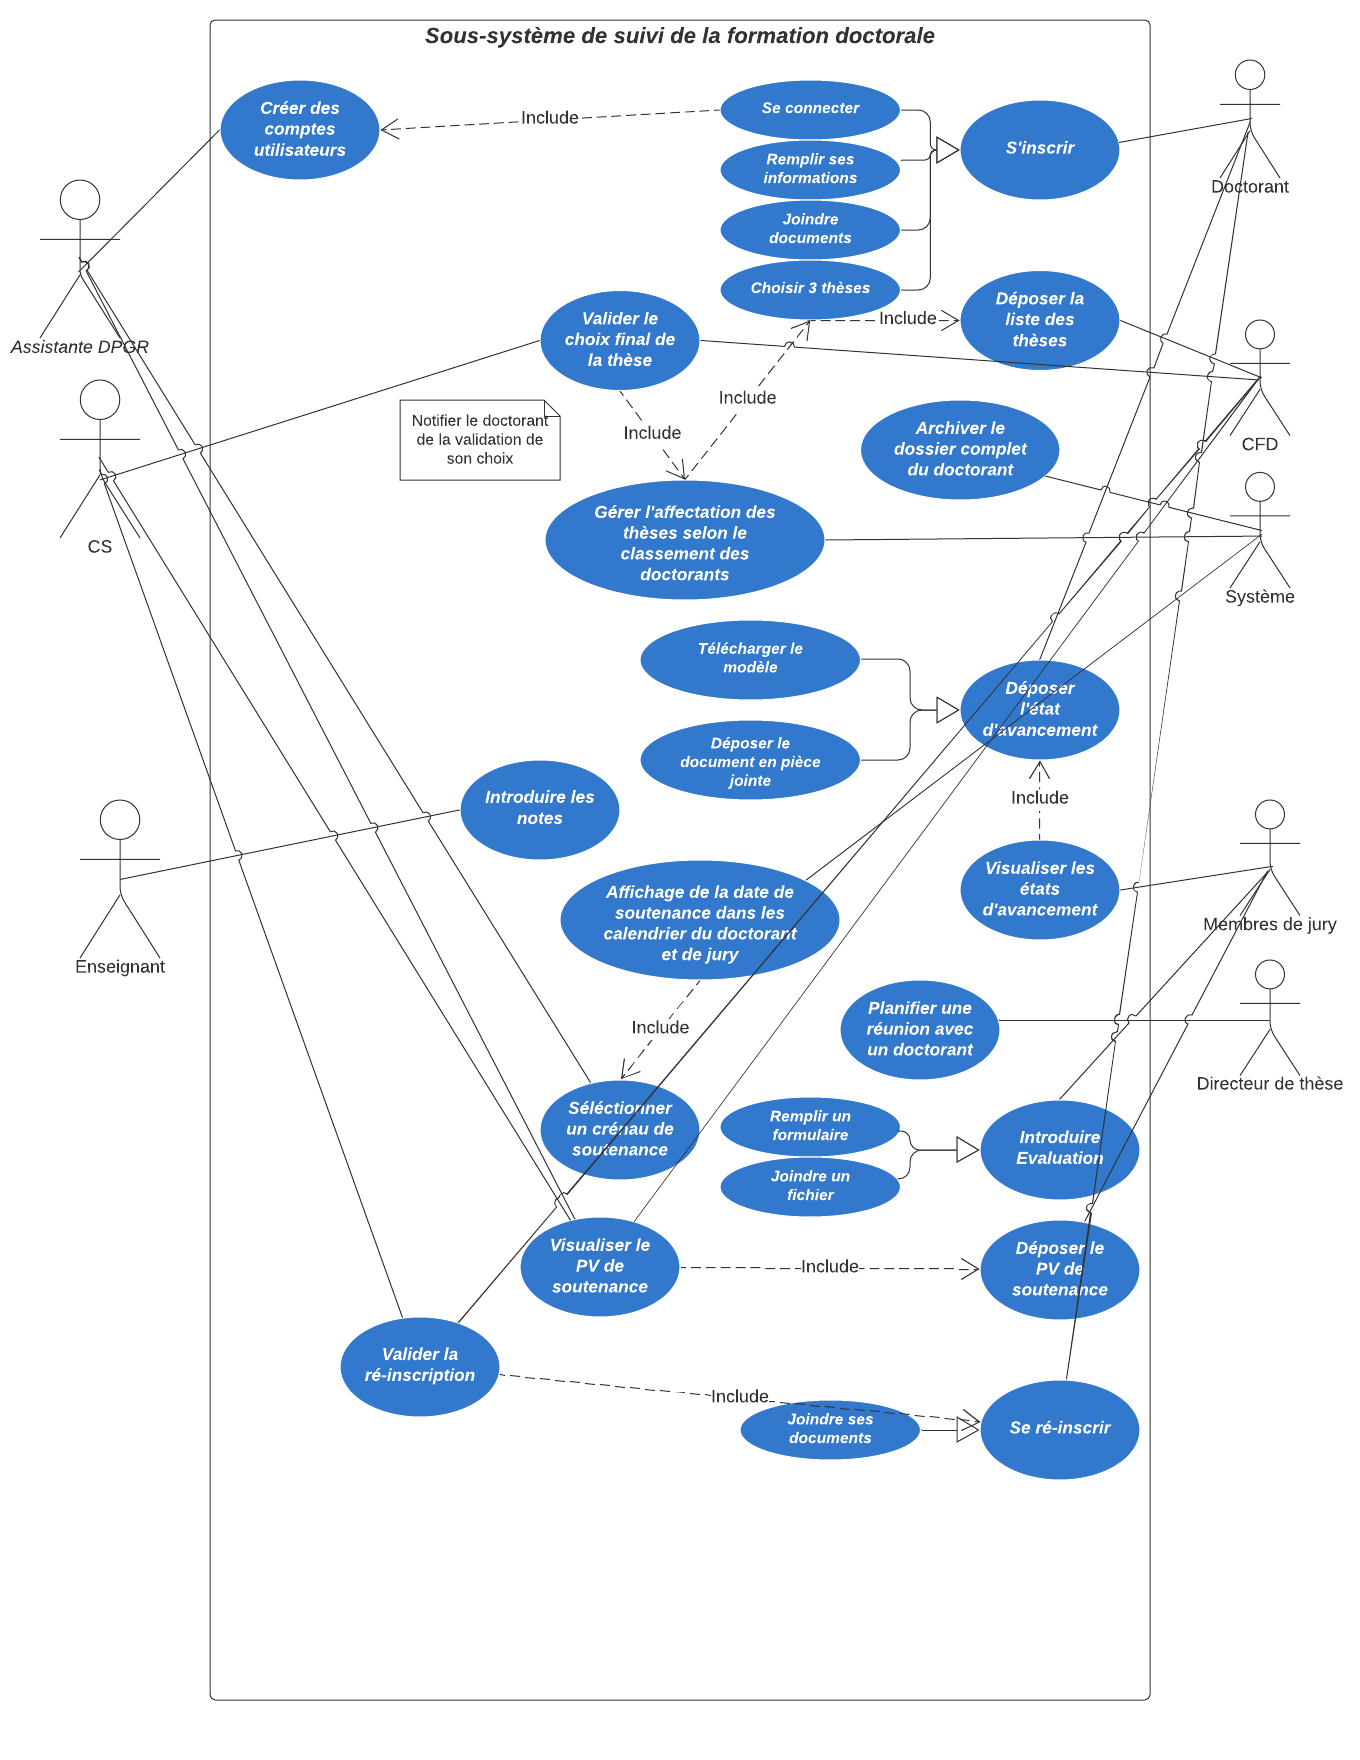 Sous-système de suivi de la formation doctorale
Créer des
comptes
utilisateurs
Include
Se connecter
Remplir ses
informations
Joindre
documents
Choisir 3 thèses
S'inscrir
Doctorant
Assistante DPGR
Valider le
choix final de
la thèse
Include
Déposer la
liste des
thèses
CFD
CS
Notifier le doctorant
de la validation de
son choix
Include
Include
Archiver le
dossier complet
du doctorant
Gérer l'affectation des
thèses selon le
classement des
doctorants
Système
Télécharger le
modèle
Déposer le
document en pièce
jointe
Déposer
l'état
d'avancement
Include
Introduire les
notes
Enseignant
Visualiser les
états
d'avancement
Membres de jury
Affichage de la date de
soutenance dans les
calendrier du doctorant
et de jury
Include
Planifier une
réunion avec
un doctorant
Directeur de thèse
Séléctionner
un crénau de
soutenance
Remplir un
formulaire
Joindre un
fichier
Introduire
Evaluation
Visualiser le
PV de
soutenance
Include
Déposer le
PV de
soutenance
Valider la
ré-inscription
Include
Joindre ses
documents
Se ré-inscrir